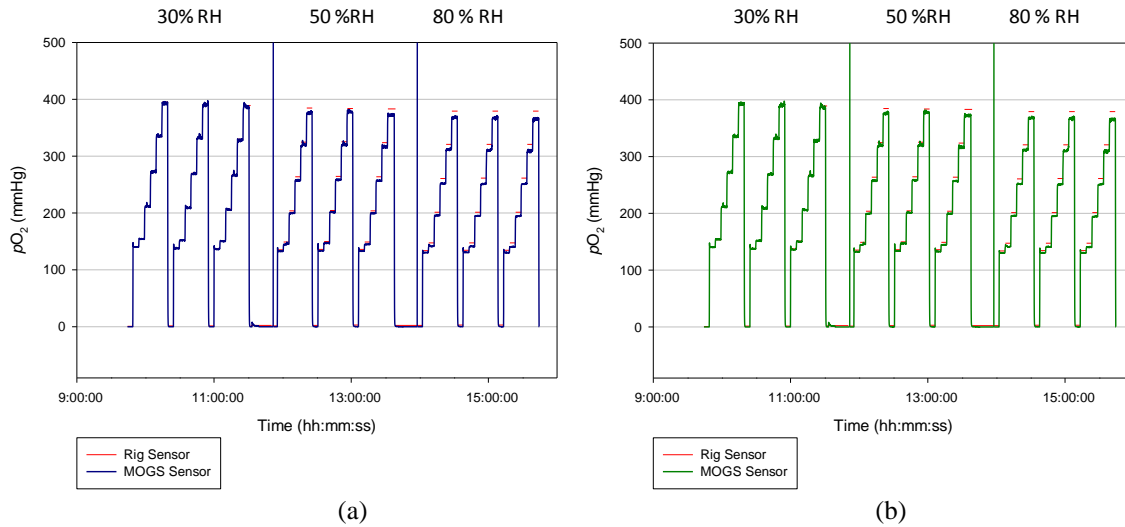 30% RH 50 %RH 80 % RH
500
400
300
200
100
0
pO2 (mmHg)
9:00:00 11:00:00 13:00:00 15:00:00
Time (hh:mm:ss)
Rig Sensor
MOGS Sensor
(a)
30% RH 50 %RH 80 % RH
500
400
300
200
100
0
pO2 (mmHg)
9:00:00 11:00:00 13:00:00 15:00:00
Time (hh:mm:ss)
Rig Sensor
MOGS Sensor
(b)